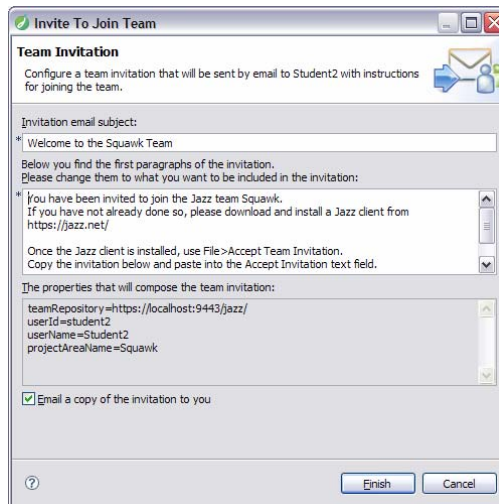 Invite To Join Team
Team Invitation
Configure a team invitation that will be sent by email to Student2 with instructions
for joining the team.
Invitation email subject:
* Welcome to the Squawk Team
Below you find the first paragraphs of the invitation.
Please change them to what you want to be included in the invitation:
* You have been invited to join the Jazz team Squawk.
If you have not already done so, please download and install a Jazz client from
https://jazz.net/
Once the Jazz client is installed, use File>Accept Team Invitation.
Copy the invitation below and paste into the Accept Invitation text field.
The properties that will compose the team invitation:
teamRepository=https://localhost:9443/jazz/
userId=student2
userName=Student2
projectAreaName=Squawk
Email a copy of the invitation to you
? Finish Cancel